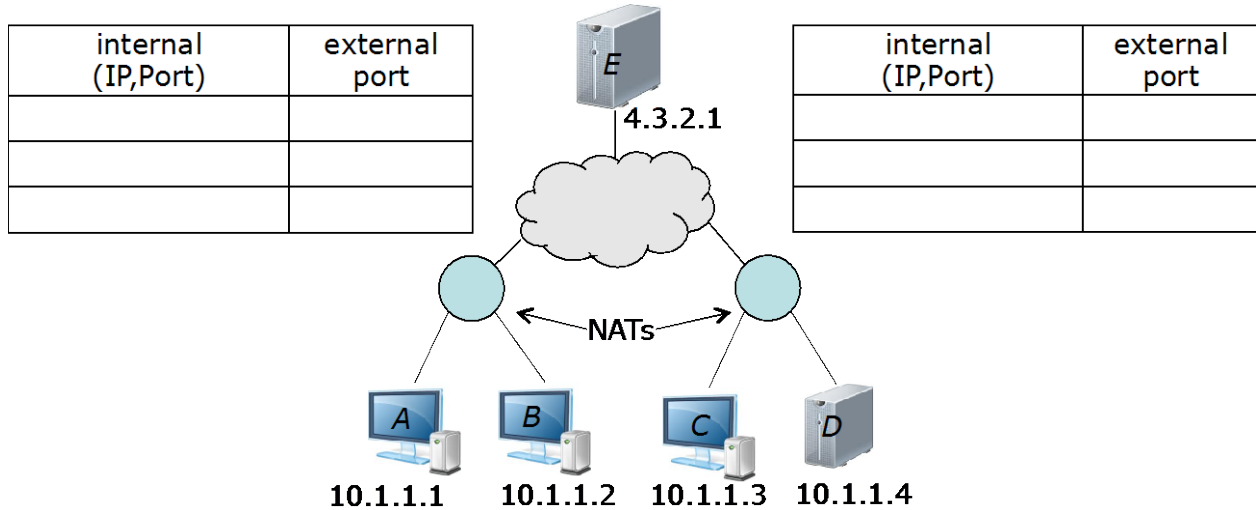 internal
(IP,Port)
external
port
E
4.3.2.1
internal
(IP,Port)
external
port
NATs
A
B
C
D
10.1.1.1
10.1.1.2
10.1.1.3
10.1.1.4